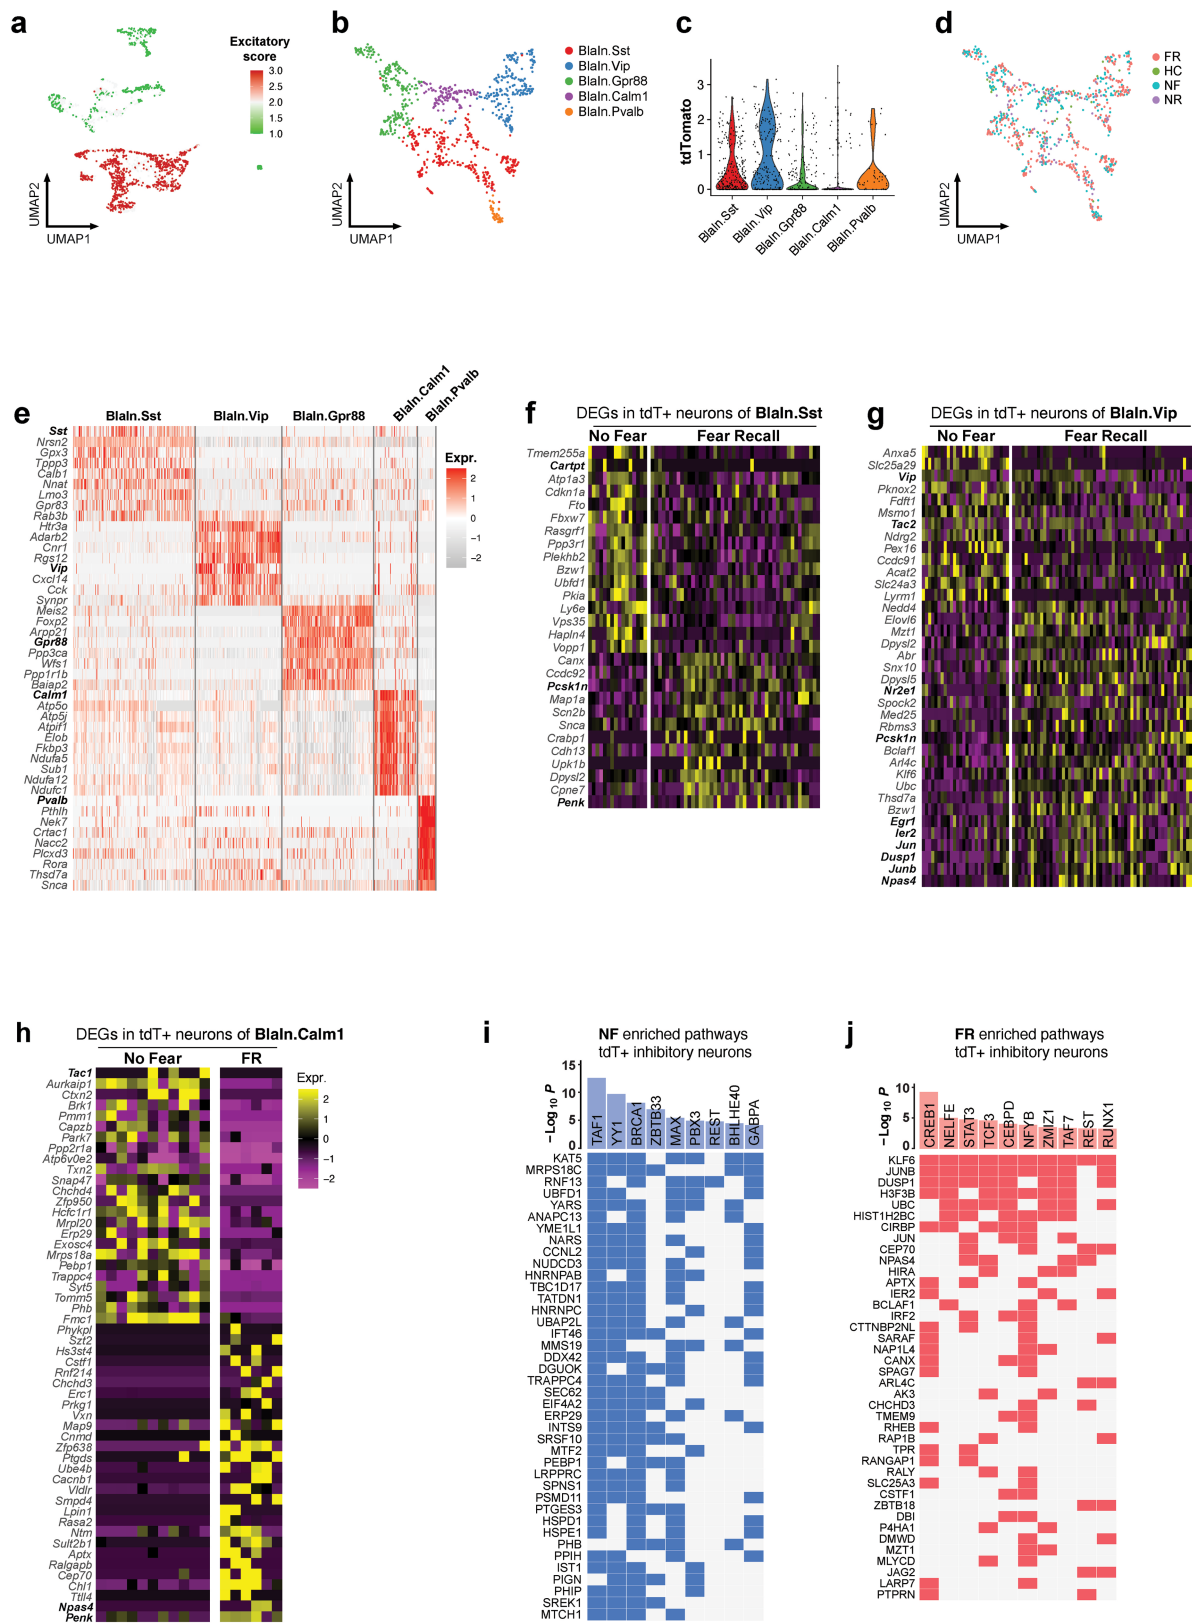 a
Excitatory
score
3.0
2.5
2.0
1.5
1.0
UMAP2
UMAP1
b
BlaIn.Sst
BlaIn.Vip
BlaIn.Gpr88
BlaIn.Calm1
BlaIn.Pvalb
UMAP2
UMAP1
c
tdTomato
3
2
1
0
BlaIn.Sst
BlaIn.Vip
BlaIn.Gpr88
BlaIn.Calm1
BlaIn.Pvalb
d
FR
HC
NF
NR
UMAP2
UMAP1
e
BlaIn.Sst
BlaIn.Vip
BlaIn.Gpr88
BlaIn.Calm1
BlaIn.Pvalb
Sst
Nrsn2
Gpx3
Tppp3
Calb1
Nnat
Lmo3
Gpr83
Rab3b
Htr3a
Adarb2
Cnr1
Rgs12
Vip
Cxcl14
Cck
Synpr
Meis2
Foxp2
Arpp21
Gpr88
Ppp3ca
Wfs1
Ppp1r1b
Baiap2
Calm1
Atp5o
Atp5j
Atpif1
Elob
Fkbp3
Ndufa5
Sub1
Ndufa12
Ndufc1
Pvalb
Pthlh
Nek7
Crtac1
Nacc2
Plcxd3
Rora
Thsd7a
Snca
Expr.
2
1
0
−1
−2
f
DEGs in tdT+ neurons of BlaIn.Sst
No Fear
Fear Recall
Tmem255a
Cartpt
Atp1a3
Cdkn1a
Fto
Fbxw7
Rasgrf1
Ppp3r1
Plekhb2
Bzw1
Ubfd1
Pkia
Ly6e
Vps35
Hapln4
Vopp1
Canx
Ccdc92
Pcsk1n
Map1a
Scn2b
Snca
Crabp1
Cdh13
Upk1b
Dpysl2
Cpne7
Penk
g
DEGs in tdT+ neurons of BlaIn.Vip
No Fear
Fear Recall
Anxa5
Slc25a29
Vip
Pknox2
Fdft1
Msmo1
Tac2
Ndrg2
Pex16
Ccdc91
Acat2
Slc24a3
Lyrm1
Nedd4
Elovl6
Mzt1
Dpysl2
Abr
Snx10
Dpysl5
Nr2e1
Spock2
Med25
Rbms3
Pcsk1n
Bclaf1
Arl4c
Klf6
Ubc
Thsd7a
Bzw1
Egr1
Ier2
Jun
Dusp1
Junb
Npas4
h
DEGs in tdT+ neurons of BlaIn.Calm1
No Fear
FR
Tac1
Aurkaip1
Ctxn2
Brk1
Pmm1
Capzb
Park7
Ppp2r1a
Atp6v0e2
Txn2
Snap47
Chchd4
Zfp950
Hcfc1r1
Mrpl20
Erp29
Exosc4
Mrps18a
Pebp1
Trappc4
Syt5
Tomm5
Phb
Fmc1
Phykpl
Szt2
Hs3st4
Cstf1
Rnf214
Chchd3
Erc1
Prkg1
Vxn
Map9
Cnmd
Zfp638
Ptgds
Ube4b
Cacnb1
Vldlr
Smpd4
Lpin1
Rasa2
Ntm
Sult2b1
Aptx
Ralgapb
Cep70
Chl1
Ttll4
Npas4
Penk
Expr.
2
1
0
−1
−2
i
NF enriched pathways
tdT+ inhibitory neurons
−Log10 P
15
10
5
0
TAF1
YY1
BRCA1
ZBTB33
MAX
PBX3
REST
BHLHE40
GABPA
KAT5
MRPS18C
RNF13
UBFD1
YARS
ANAPC13
YME1L1
NARS
CCNL2
NUDCD3
HNRNPAB
TBC1D17
TATDN1
HNRNPC
UBAP2L
IFT46
MMS19
DDX42
DGUOK
TRAPPC4
SEC62
EIF4A2
ERP29
INTS9
SRSF10
MTF2
PEBP1
LRPPRC
SPNS1
PSMD11
PTGES3
HSPD1
HSPE1
PHB
PPIH
IST1
PIGN
PHIP
SREK1
MTCH1
j
FR enriched pathways
tdT+ inhibitory neurons
−Log10 P
10
5
0
CREB1
NELFE
STAT3
TCF3
CEBPD
NFYB
ZMIZ1
TAF7
REST
RUNX1
KLF6
JUNB
DUSP1
H3F3B
UBC
HIST1H2BC
CIRBP
JUN
CEP70
NPAS4
HIRA
APTX
IER2
BCLAF1
IRF2
CTTNBP2NL
SARAF
NAP1L4
CANX
SPAG7
ARL4C
AK3
CHCHD3
TMEM9
RHEB
RAP1B
TPR
RANGAP1
RALY
SLC25A3
CSTF1
ZBTB18
DBI
P4HA1
DMWD
MZT1
MLYCD
JAG2
LARP7
PTPRN